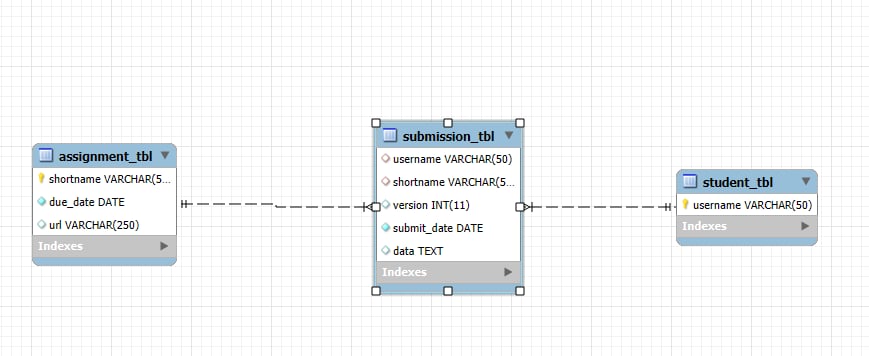 assignment_tbl
shortname VARCHAR(5...
due_date DATE
url VARCHAR(250)
Indexes
submission_tbl
username VARCHAR(50)
shortname VARCHAR(5...
version INT(11)
submit_date DATE
data TEXT
Indexes
student_tbl
username VARCHAR(50)
Indexes